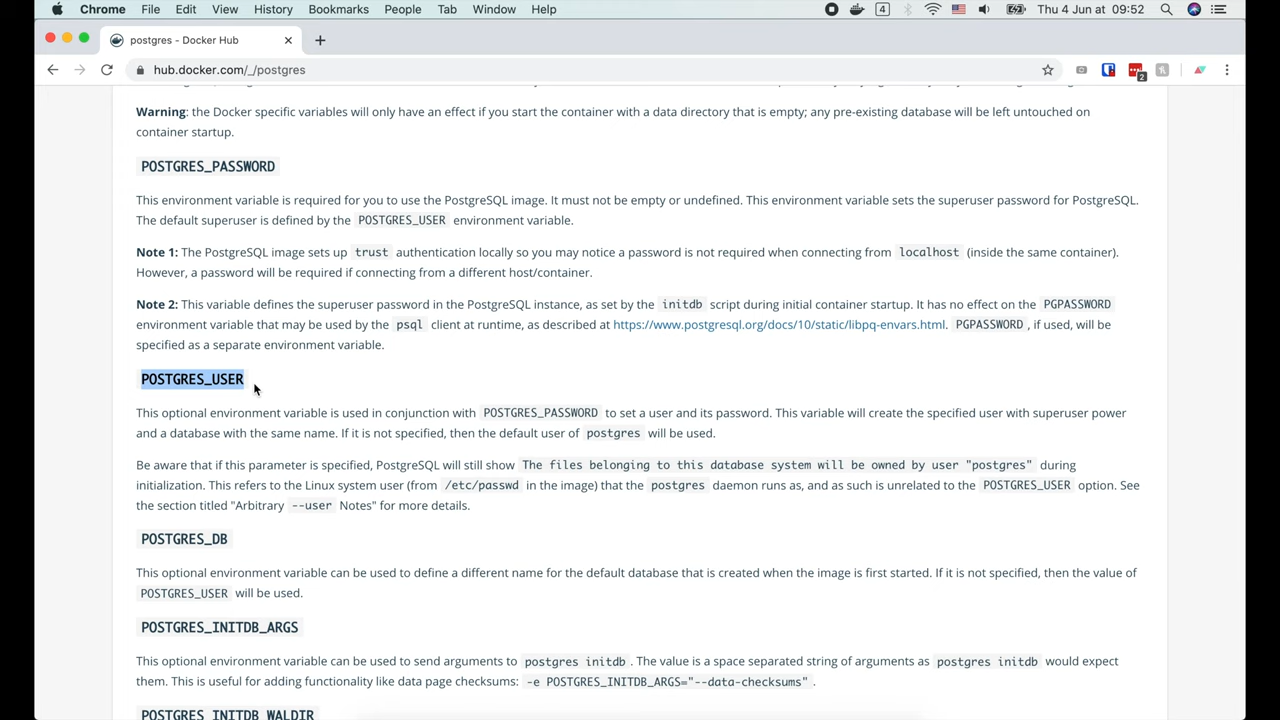 Chrome File Edit View History Bookmarks People Tab Window Help 4 Thu 4 Jun at 09:52
postgres - Docker Hub
hub.docker.com/_/postgres 2
Warning: the Docker specific variables will only have an effect if you start the container with a data directory that is empty; any pre-existing database will be left untouched on
container startup.
POSTGRES_PASSWORD
This environment variable is required for you to use the PostgreSQL image. It must not be empty or undefined. This environment variable sets the superuser password for PostgreSQL.
The default superuser is defined by the POSTGRES_USER environment variable.
Note 1: The PostgreSQL image sets up trust authentication locally so you may notice a password is not required when connecting from localhost (inside the same container).
However, a password will be required if connecting from a different host/container.
Note 2: This variable defines the superuser password in the PostgreSQL instance, as set by the initdb script during initial container startup. It has no effect on the PGPASSWORD
environment variable that may be used by the psql client at runtime, as described at https://www.postgresql.org/docs/10/static/libpq-envars.html. PGPASSWORD, if used, will be
specified as a separate environment variable.
POSTGRES_USER
This optional environment variable is used in conjunction with POSTGRES_PASSWORD to set a user and its password. This variable will create the specified user with superuser power
and a database with the same name. If it is not specified, then the default user of postgres will be used.
Be aware that if this parameter is specified, PostgreSQL will still show The files belonging to this database system will be owned by user "postgres" during
initialization. This refers to the Linux system user (from /etc/passwd in the image) that the postgres daemon runs as, and as such is unrelated to the POSTGRES_USER option. See
the section titled "Arbitrary --user Notes" for more details.
POSTGRES_DB
This optional environment variable can be used to define a different name for the default database that is created when the image is first started. If it is not specified, then the value of
POSTGRES_USER will be used.
POSTGRES_INITDB_ARGS
This optional environment variable can be used to send arguments to postgres initdb. The value is a space separated string of arguments as postgres initdb would expect
them. This is useful for adding functionality like data page checksums: -e POSTGRES_INITDB_ARGS="--data-checksums".
POSTGRES_INITDB_WALDIR